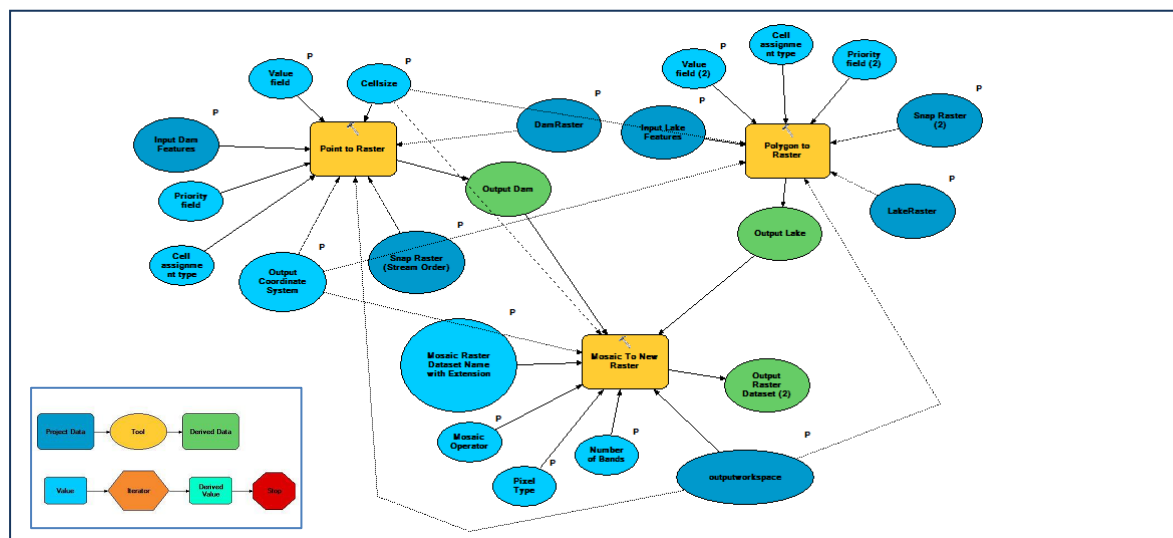 P
Value
field
P
Cellsize
P
Input Dam
Features
Point to Raster
P
DamRaster
Priority
field
Output Dam
Cell
assignme
nt type
P
Output
Coordinate
System
P
Snap Raster
(Stream Order)
P
Value
field (2)
Cell
assignme
nt type
P
Priority
field (2)
P
Input Lake
Features
Polygon to
Raster
P
Snap Raster
(2)
P
LakeRaster
Output Lake
P
Mosaic Raster
Dataset Name
with Extension
Mosaic To New
Raster
Output
Raster
Dataset (2)
P
Mosaic
Operator
P
Pixel
Type
P
Number
of Bands
P
outputworkspace
Project Data
Tool
Derived Data
Value
Iterator
Derived
Value
Stop